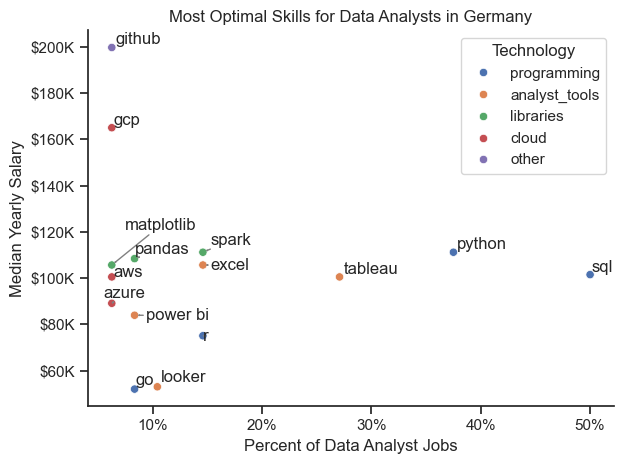 Most Optimal Skills for Data Analysts in Germany
$200K
$180K
$160K
$140K
$120K
$100K
$80K
$60K
Median Yearly Salary
github
gcp
matplotlib
pandas
spark
aws
excel
azure
power bi
r
go
looker
tableau
python
sql
Technology
programming
analyst_tools
libraries
cloud
other
10%
20%
30%
40%
50%
Percent of Data Analyst Jobs